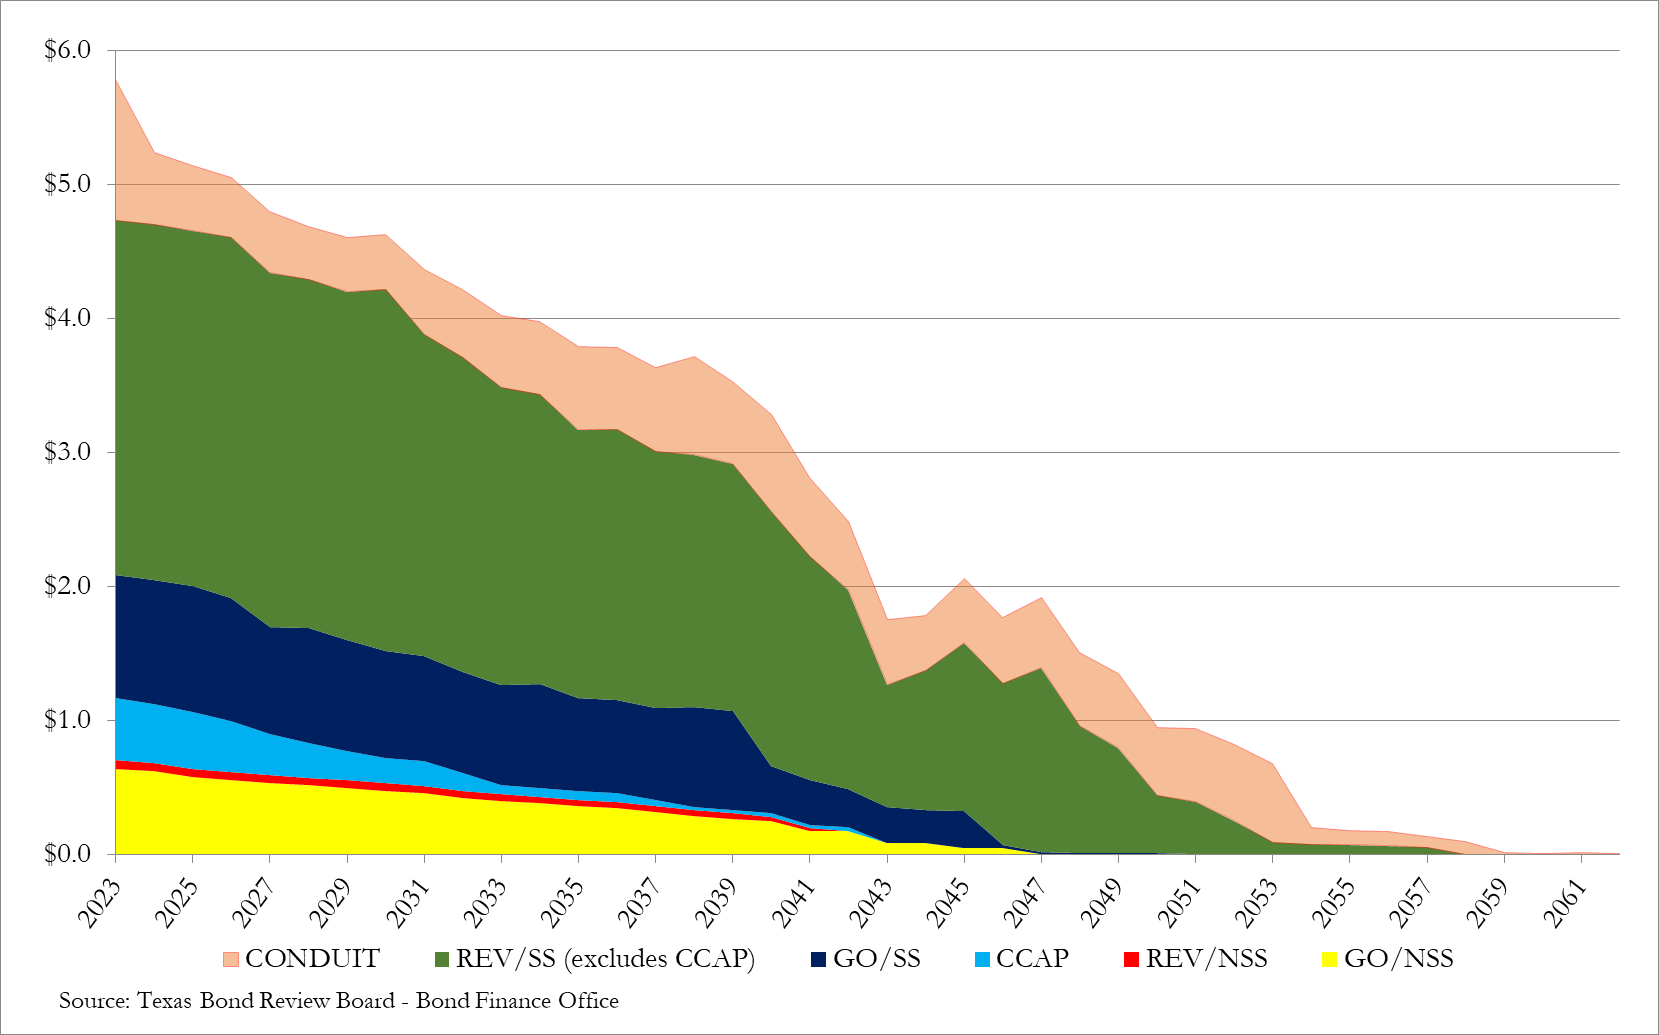 $6.0
$5.0
$4.0
$3.0
$2.0
$1.0
$0.0
2023 2025 2027 2029 2031 2033 2035 2037 2039 2041 2043 2045 2047 2049 2051 2053 2055 2057 2059 2061
CONDUIT REV/SS (excludes CCAP) GO/SS CCAP REV/NSS GO/NSS
Source: Texas Bond Review Board - Bond Finance Office